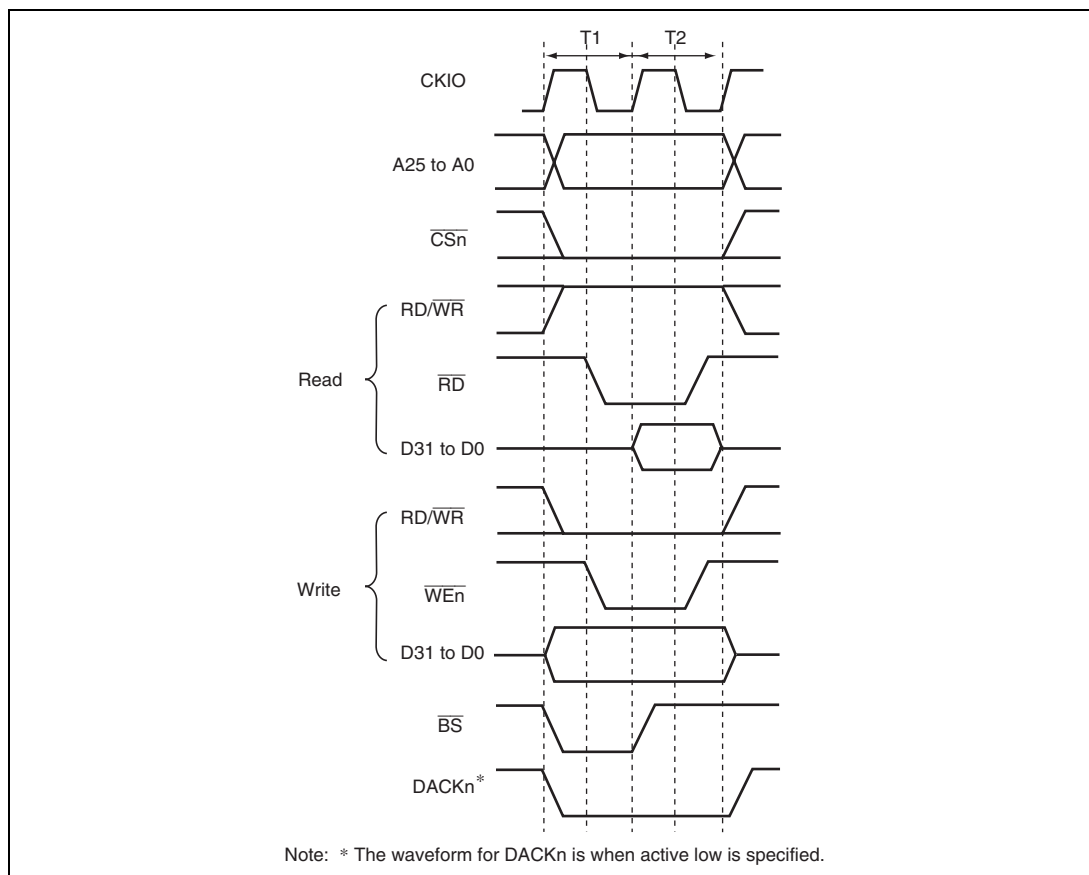 T1 T2
CKIO
A25 to A0
CSn
RD/WR
Read
RD
D31 to D0
RD/WR
Write
WEn
D31 to D0
BS
DACKn*
Note: * The waveform for DACKn is when active low is specified.